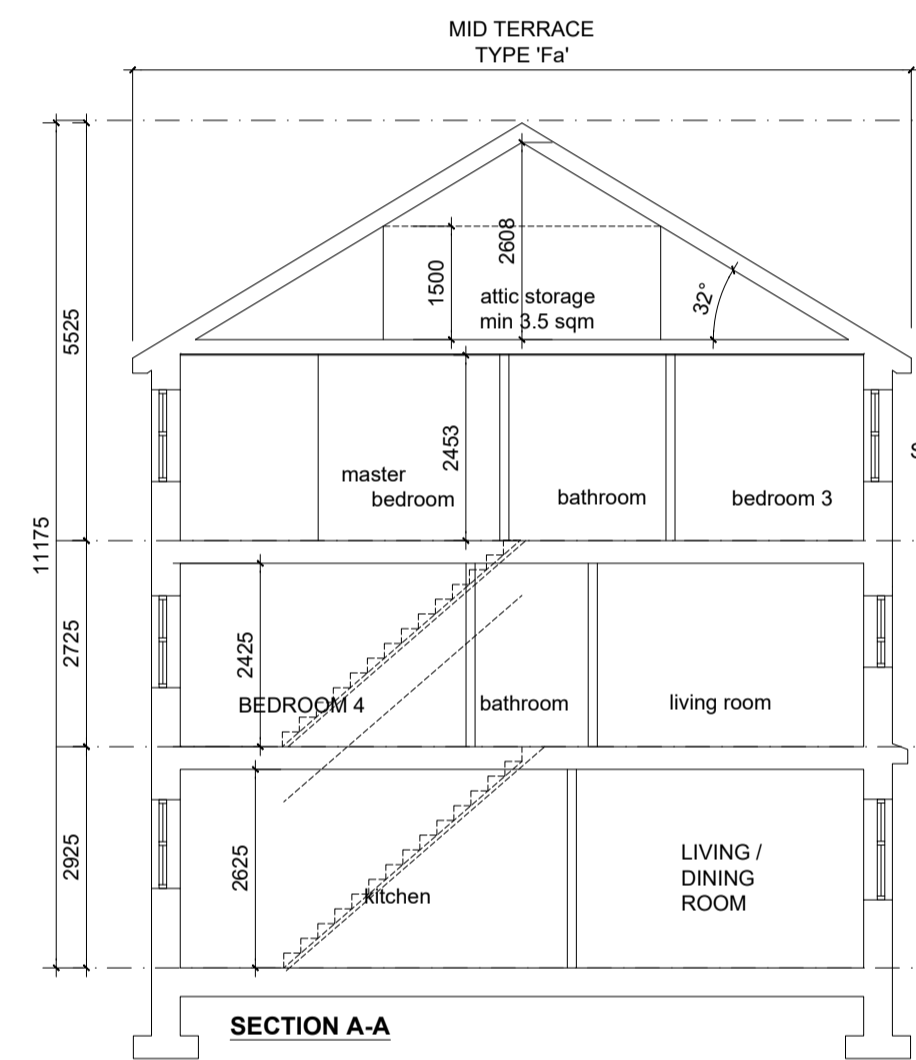 MID TERRACE
TYPE 'Fa'
5525
2608
1500
32°
attic storage
min 3.5 sqm
11175
2453
master
bedroom
bathroom
bedroom 3
S
2725
2425
BEDROOM 4
bathroom
living room
2925
2625
kitchen
LIVING /
DINING
ROOM
SECTION A-A